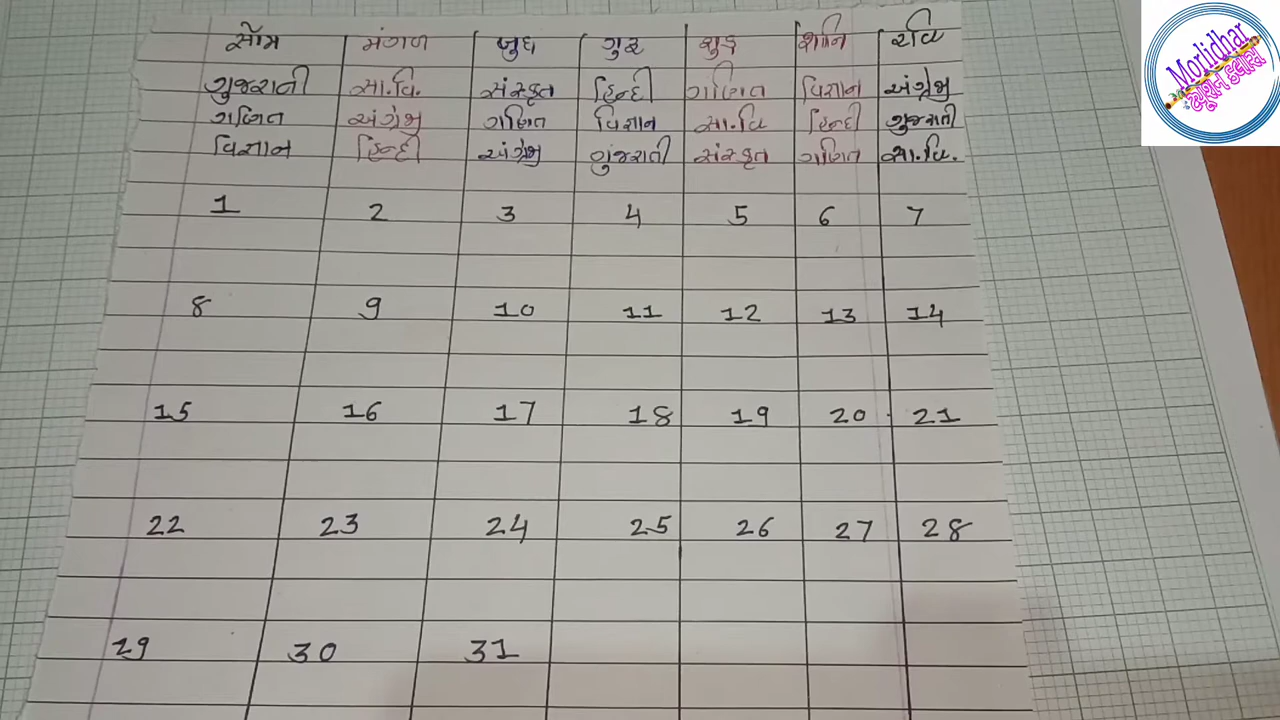 સોમ મંગળ બુધ ગુરૂ શુક્ર શનિ રવિ
ગુજરાતી સા.વિ. સંસ્કૃત હિન્દી ગણિત વિજ્ઞાન અંગ્રેજી
ગણિત અંગ્રેજી ગણિત વિજ્ઞાન સા.વિ હિન્દી ગુજરાતી
વિજ્ઞાન હિન્દી અંગ્રેજી ગુજરાતી સંસ્કૃત ગણિત સા.વિ.
1 2 3 4 5 6 7
8 9 10 11 12 13 14
15 16 17 18 19 20 21
22 23 24 25 26 27 28
29 30 31
Morlidhar
ટ્યુશન ક્લાસ